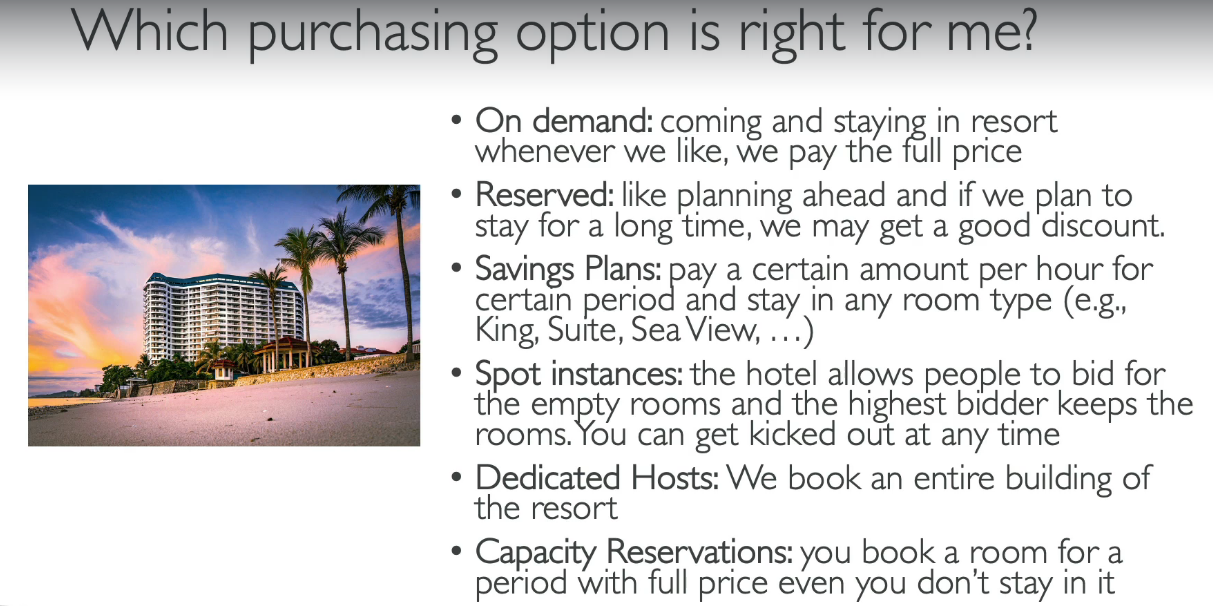 Which purchasing option is right for me?
• On demand: coming and staying in resort
whenever we like, we pay the full price
• Reserved: like planning ahead and if we plan to
stay for a long time, we may get a good discount.
• Savings Plans: pay a certain amount per hour for
certain period and stay in any room type (e.g.,
King, Suite, Sea View, …)
• Spot instances: the hotel allows people to bid for
the empty rooms and the highest bidder keeps the
rooms. You can get kicked out at any time
• Dedicated Hosts: We book an entire building of
the resort
• Capacity Reservations: you book a room for a
period with full price even you don’t stay in it